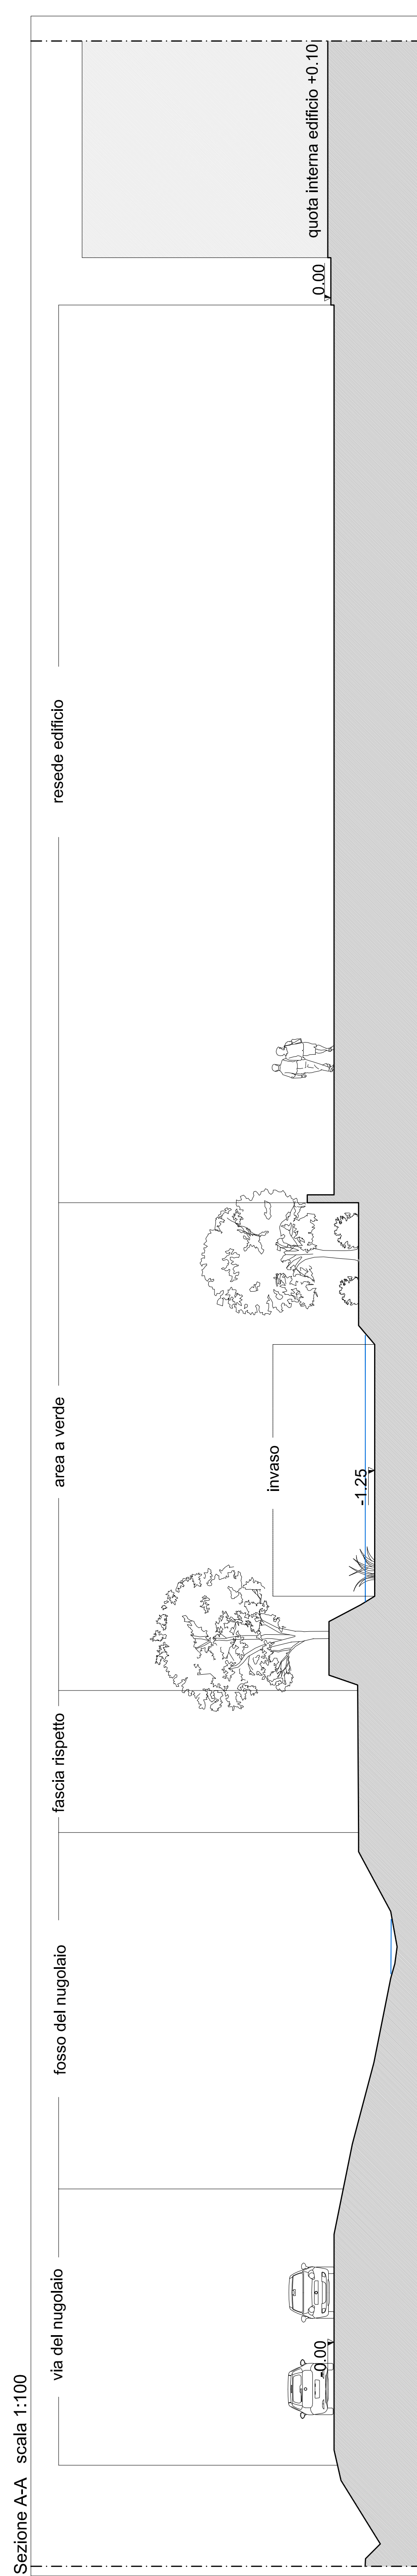 Sezione A-A   scala 1:100
via del nugolaio
fosso del nugolaio
fascia rispetto
area a verde
resede edificio
invaso
0.00
-1.25
0.00
quota interna edificio +0.10